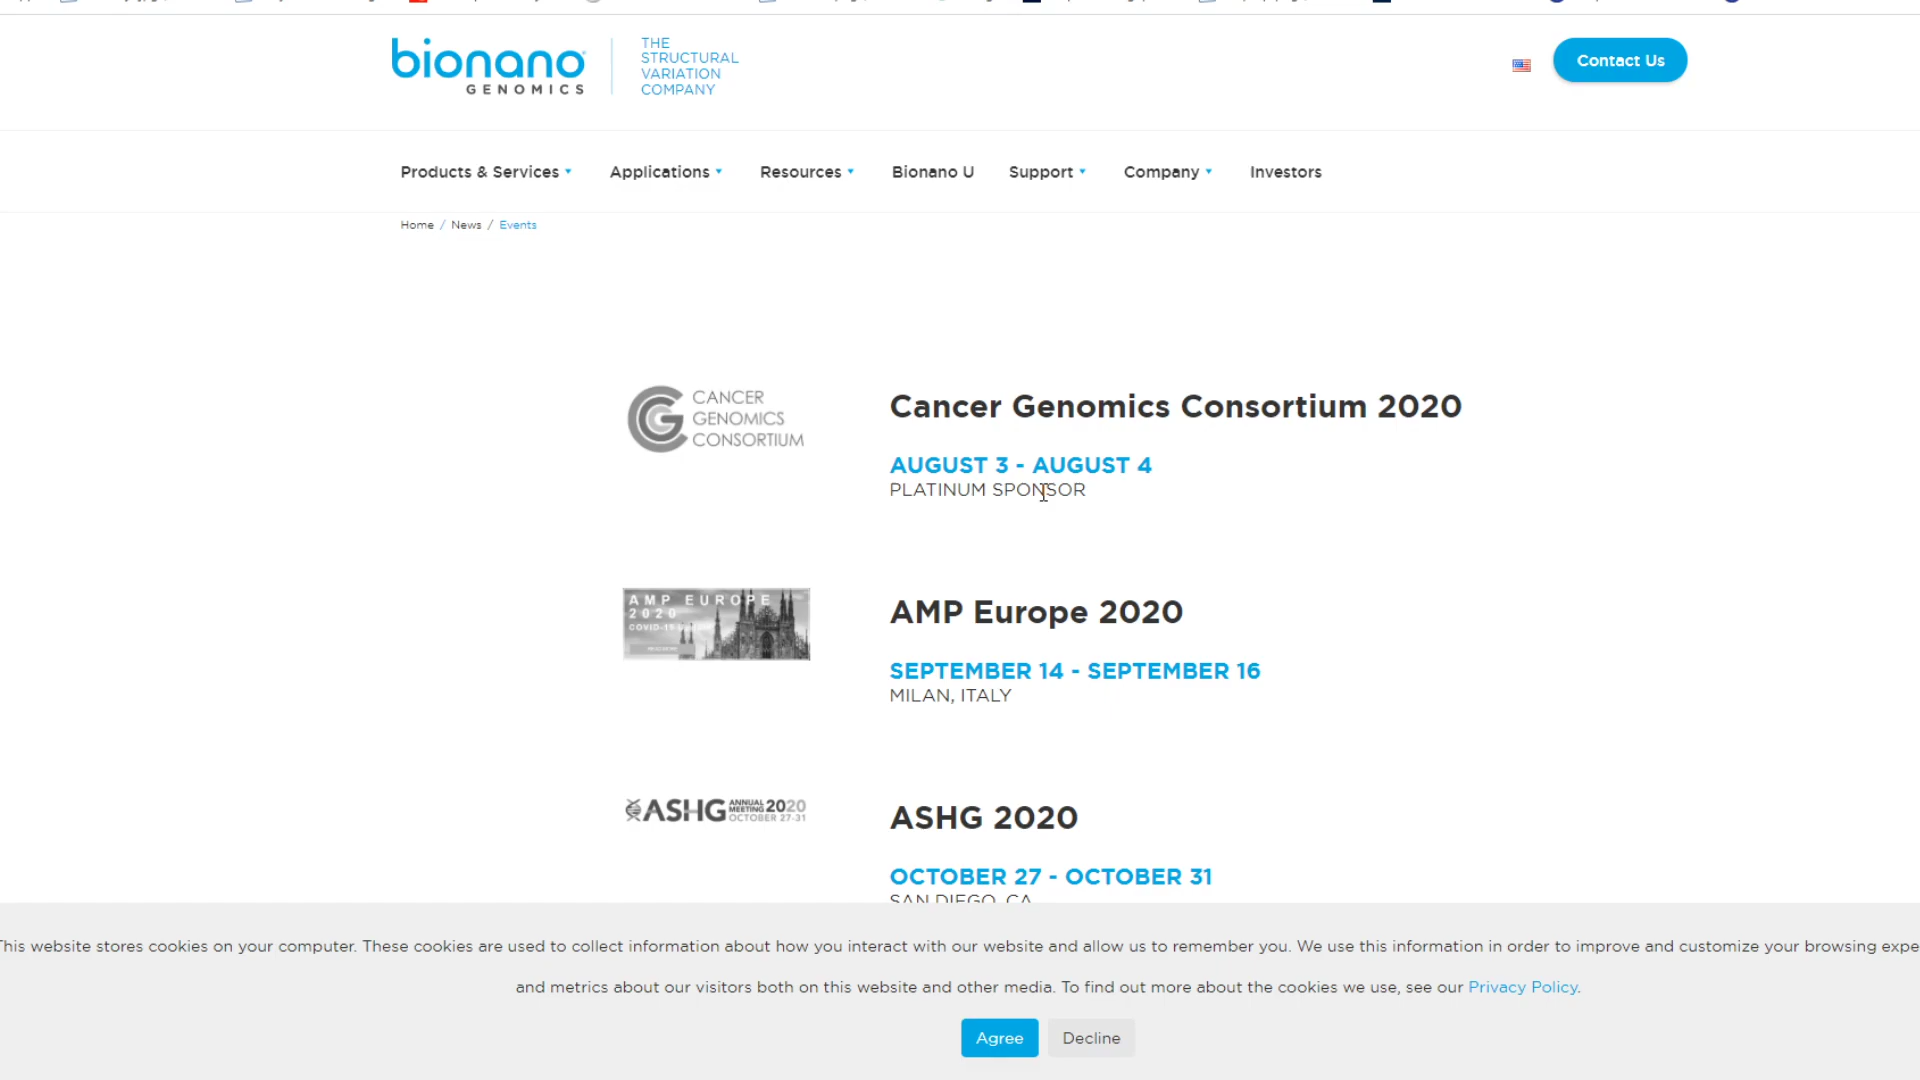 bionano
GENOMICS
THE
STRUCTURAL
VARIATION
COMPANY
Contact Us
Products & Services
Applications
Resources
Bionano U
Support
Company
Investors
Home / News / Events
CANCER
GENOMICS
CONSORTIUM
Cancer Genomics Consortium 2020
AUGUST 3 - AUGUST 4
PLATINUM SPONSOR
AMP EUROPE
2020
AMP Europe 2020
SEPTEMBER 14 - SEPTEMBER 16
MILAN, ITALY
ASHG ANNUAL MEETING 2020
OCTOBER 27-31
ASHG 2020
OCTOBER 27 - OCTOBER 31
SAN DIEGO, CA
This website stores cookies on your computer. These cookies are used to collect information about how you interact with our website and allow us to remember you. We use this information in order to improve and customize your browsing expe
and metrics about our visitors both on this website and other media. To find out more about the cookies we use, see our Privacy Policy.
Agree
Decline